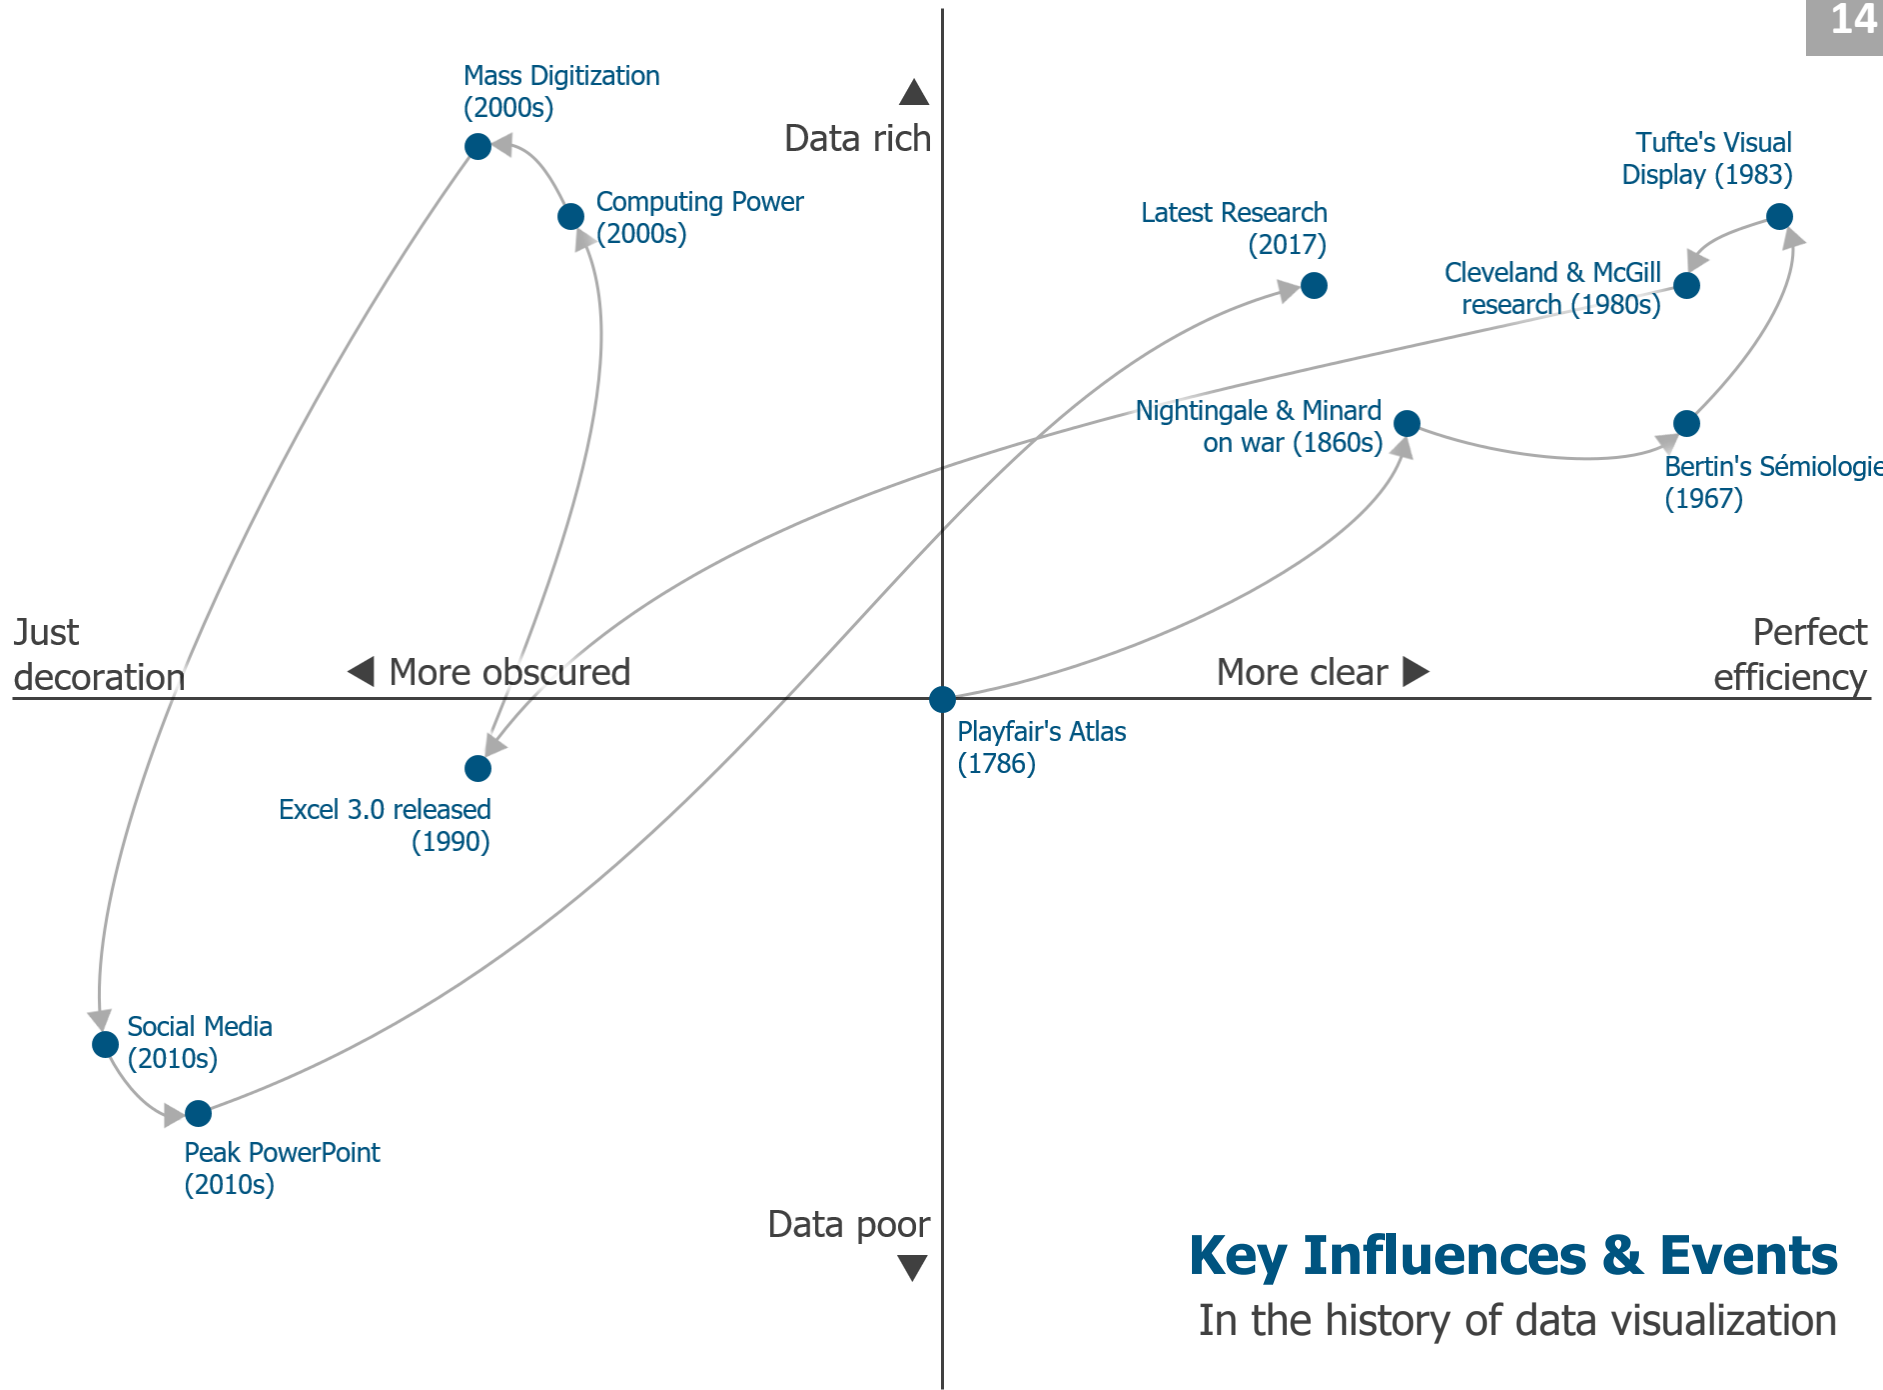 14
Mass Digitization
(2000s)
Data rich
Tufte's Visual
Display (1983)
Computing Power
(2000s)
Latest Research
(2017)
Cleveland & McGill
research (1980s)
Nightingale & Minard
on war (1860s)
Bertin's Sémiologie
(1967)
Just
decoration
More obscured
More clear
Perfect
efficiency
Playfair's Atlas
(1786)
Excel 3.0 released
(1990)
Social Media
(2010s)
Peak PowerPoint
(2010s)
Data poor
Key Influences & Events
In the history of data visualization